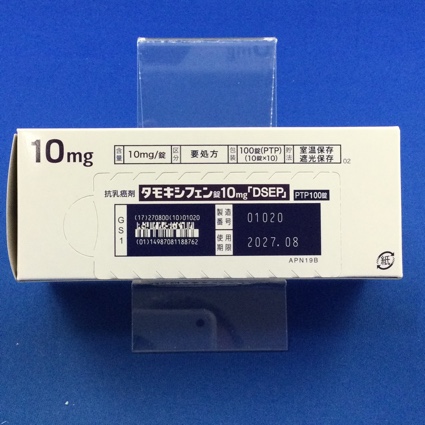 10mg
含量 10mg/錠 区分 要処方 包装 100錠(PTP) (10錠×10) 貯法 室温保存 遮光保存
02
抗乳癌剤 タモキシフェン錠10mg「DSEP」 PTP100錠
GS1
(17)270800(10)01020
(01)14987081188762
製造番号 01020
使用期限 2027.08
APN19B
紙